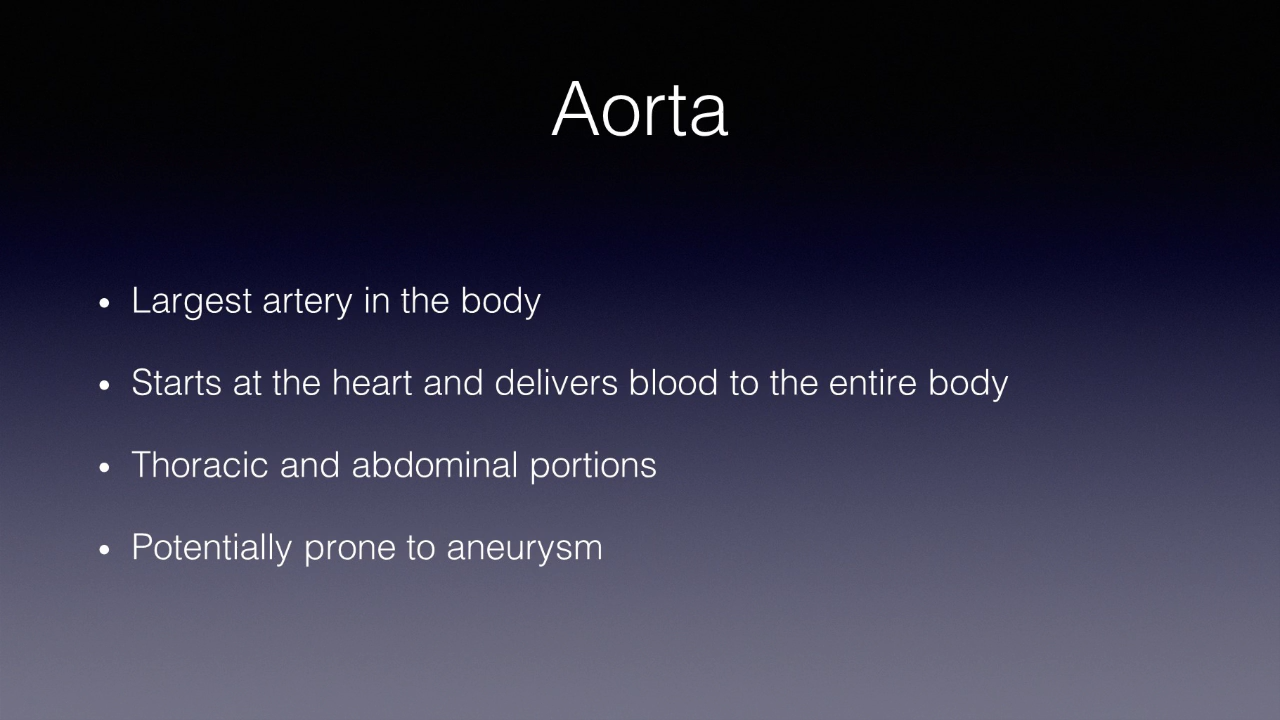 Aorta
• Largest artery in the body
• Starts at the heart and delivers blood to the entire body
• Thoracic and abdominal portions
• Potentially prone to aneurysm